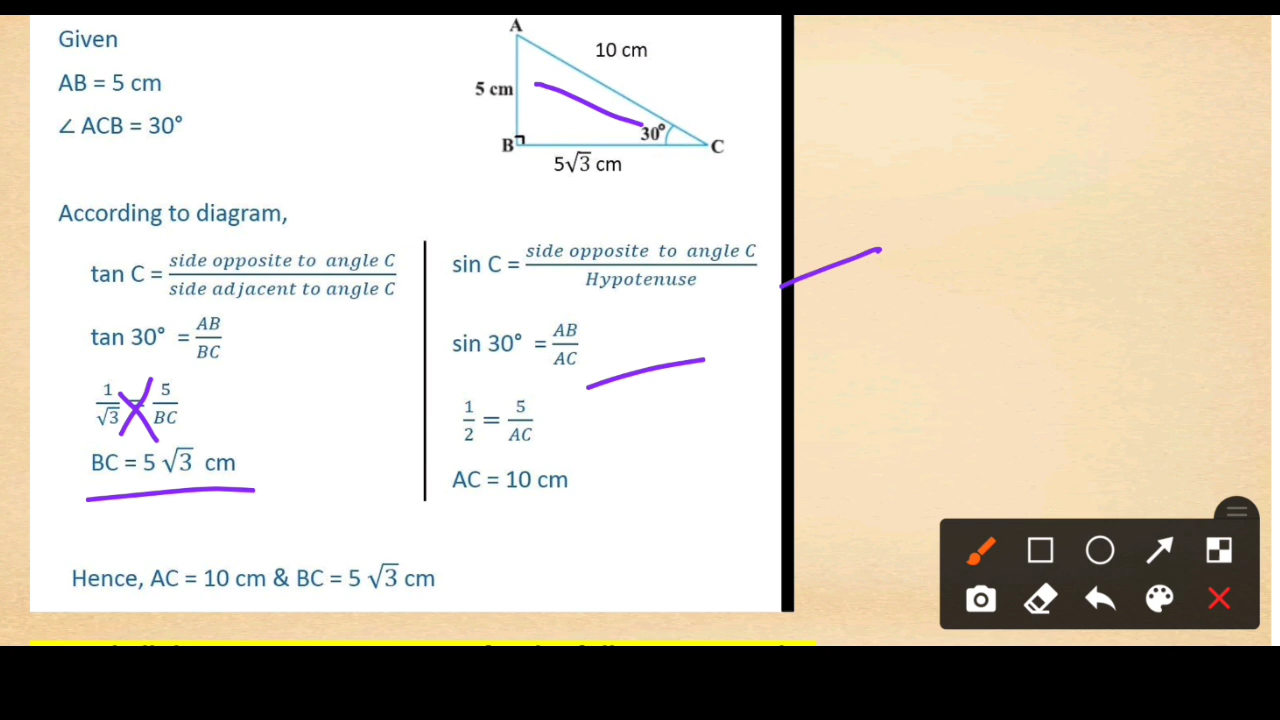 Given
AB = 5 cm
∠ ACB = 30°
A
10 cm
5 cm
30°
B
C
5√3 cm
According to diagram,
tan C = side opposite to angle C / side adjacent to angle C
tan 30° = AB / BC
1 / √3 = 5 / BC
BC = 5 √3 cm
sin C = side opposite to angle C / Hypotenuse
sin 30° = AB / AC
1 / 2 = 5 / AC
AC = 10 cm
Hence, AC = 10 cm & BC = 5 √3 cm